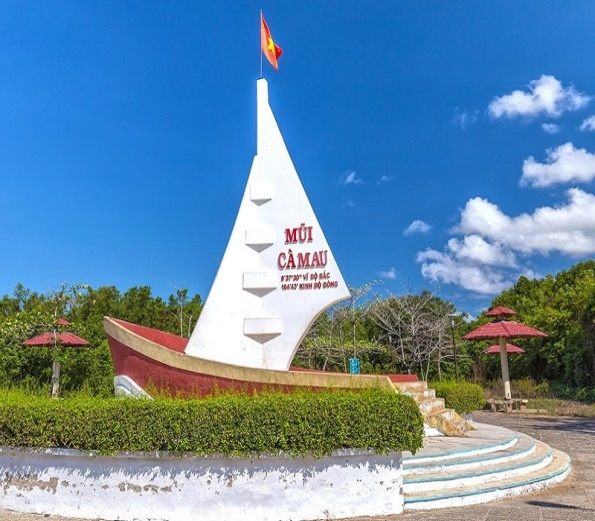 MŨI
CÀ MAU
8°37'30" VĨ ĐỘ BẮC
104°43' KINH ĐỘ ĐÔNG